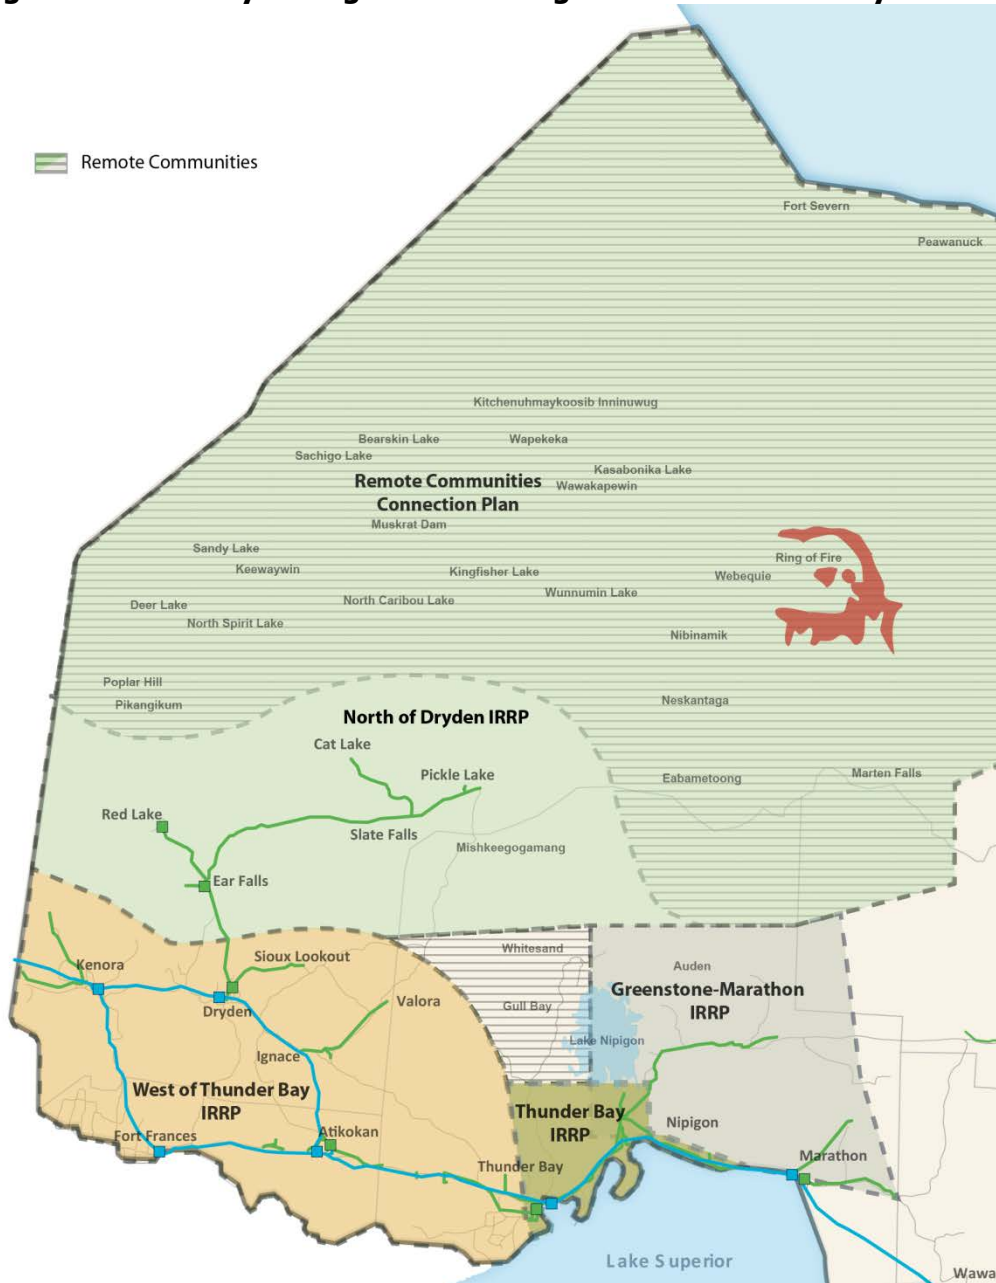 Remote Communities
Fort Severn
Peawanuck
Kitchenuhmaykoosib Inninuwug
Bearskin Lake
Wapekeka
Sachigo Lake
Kasabonika Lake
Remote Communities
Connection Plan
Wawakapewin
Muskrat Dam
Sandy Lake
Ring of Fire
Keewaywin
Kingfisher Lake
Webequie
Wunnumin Lake
Deer Lake
North Caribou Lake
North Spirit Lake
Nibinamik
Poplar Hill
Pikangikum
Neskantaga
North of Dryden IRRP
Cat Lake
Pickle Lake
Eabametoong
Marten Falls
Red Lake
Slate Falls
Mishkeegogamang
Ear Falls
Whitesand
Sioux Lookout
Kenora
Auden
Greenstone-Marathon
IRRP
Valora
Gull Bay
Dryden
Lake Nipigon
Ignace
West of Thunder Bay
IRRP
Thunder Bay
IRRP
Nipigon
Fort Frances
Atikokan
Marathon
Thunder Bay
Lake Superior
Wawa